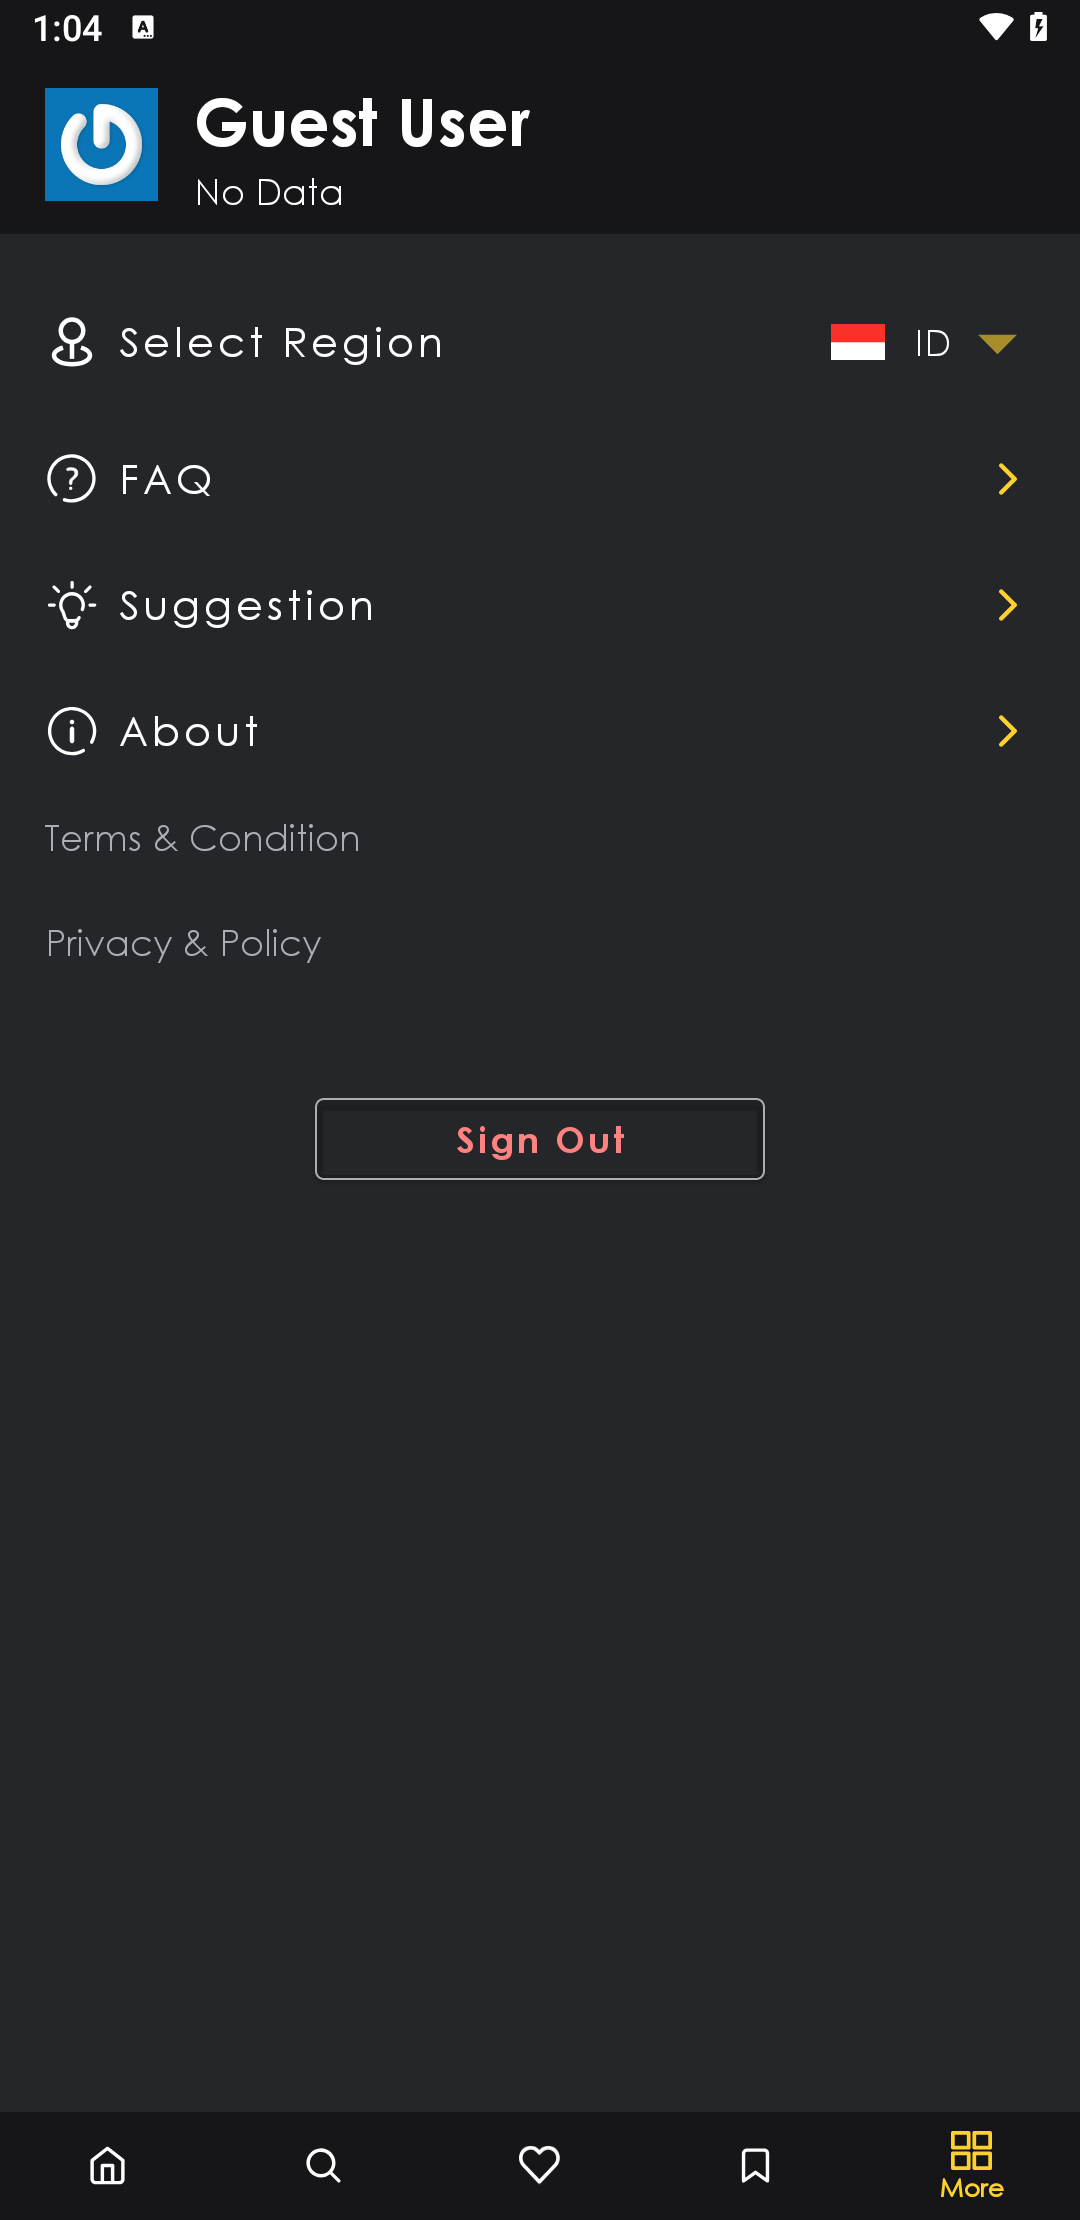 1:04
Guest User
No Data
Select Region
ID
FAQ
Suggestion
About
Terms & Condition
Privacy & Policy
Sign Out
More